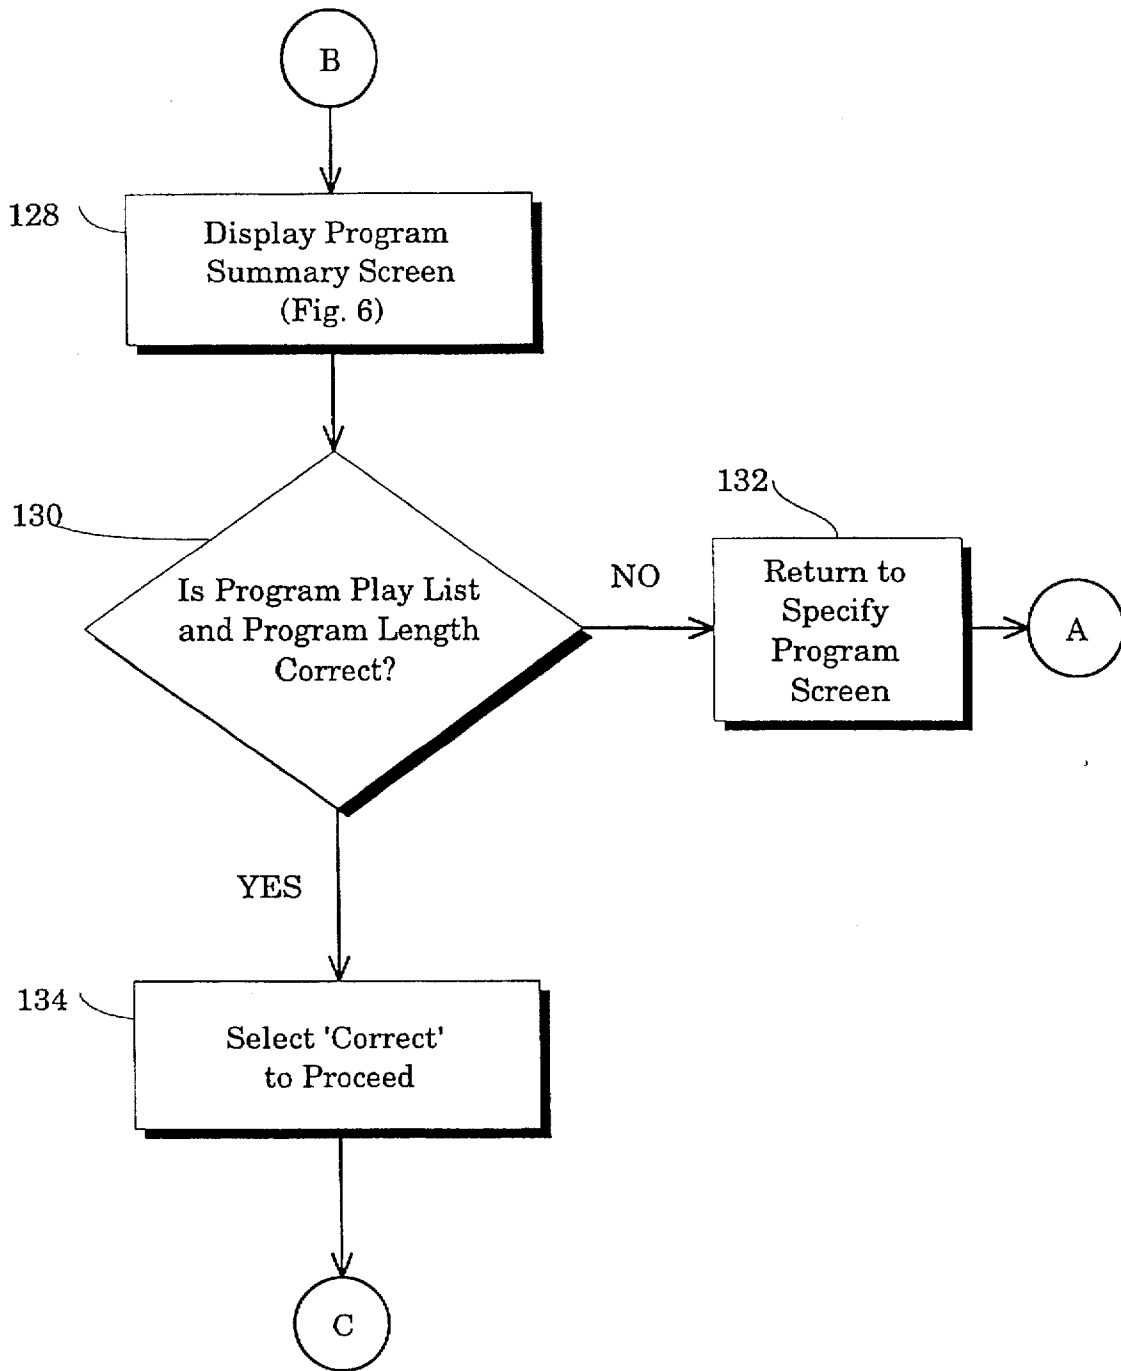 B
128
Display Program
Summary Screen
(Fig. 6)
130
Is Program Play List
and Program Length
Correct?
NO
132
Return to
Specify
Program
Screen
A
YES
134
Select 'Correct'
to Proceed
C